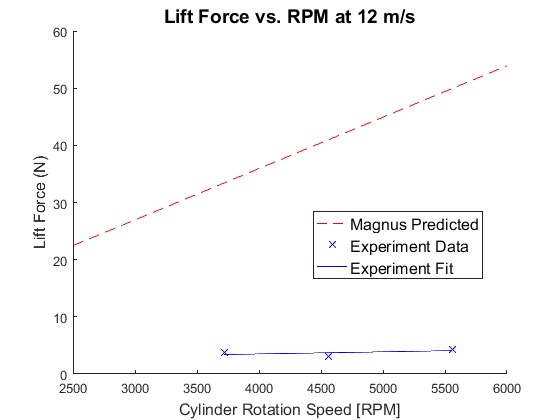 Lift Force vs. RPM at 12 m/s
60
50
40
30
20
10
0
Lift Force (N)
Magnus Predicted
Experiment Data
Experiment Fit
2500 3000 3500 4000 4500 5000 5500 6000
Cylinder Rotation Speed [RPM]